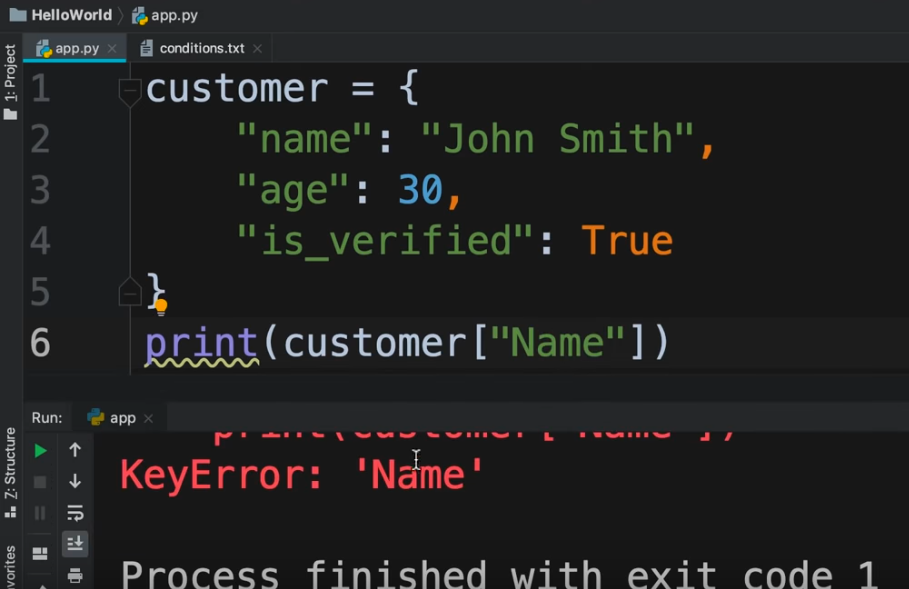 HelloWorld app.py
app.py conditions.txt
1: Project
1 customer = {
2 "name": "John Smith",
3 "age": 30,
4 "is_verified": True
5 }
6 print(customer["Name"])
Run: app
print(customer["Name"])
KeyError: 'Name'
Process finished with exit code 1
Z: Structure